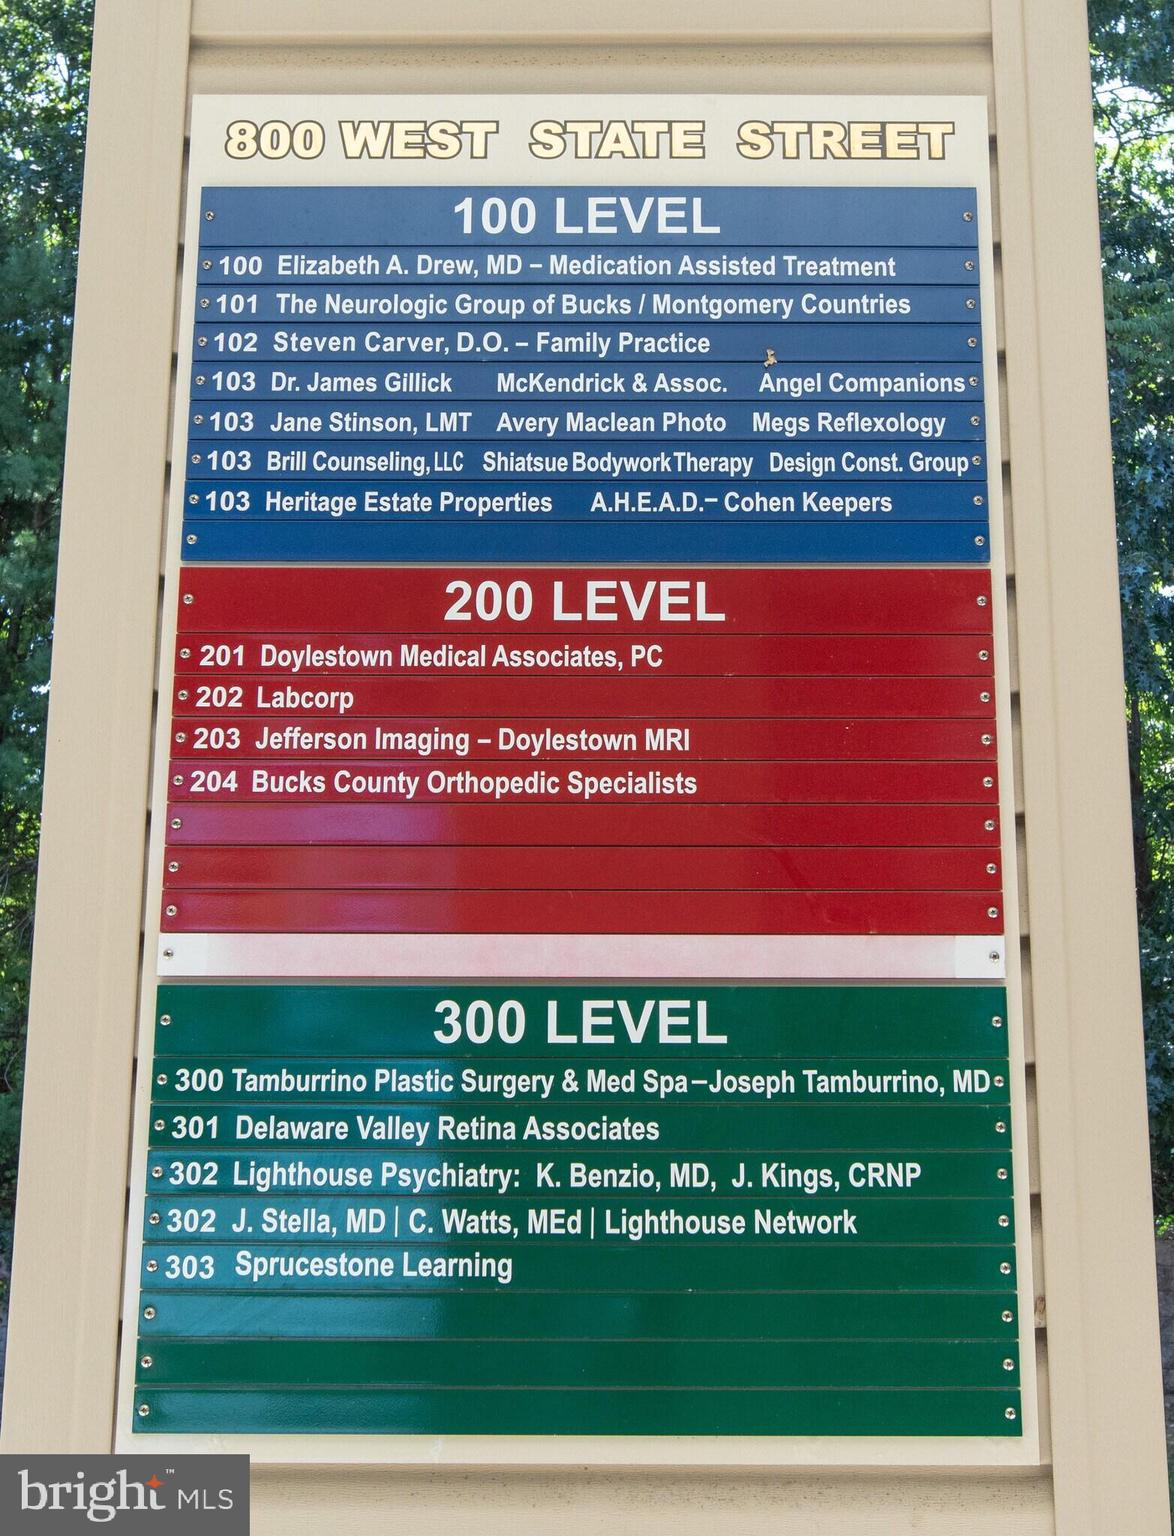 800 WEST STATE STREET
100 LEVEL
100 Elizabeth A. Drew, MD – Medication Assisted Treatment
101 The Neurologic Group of Bucks / Montgomery Countries
102 Steven Carver, D.O. – Family Practice
103 Dr. James Gillick McKendrick & Assoc. Angel Companions
103 Jane Stinson, LMT Avery Maclean Photo Megs Reflexology
103 Brill Counseling, LLC Shiatsue Bodywork Therapy Design Const. Group
103 Heritage Estate Properties A.H.E.A.D.– Cohen Keepers
200 LEVEL
201 Doylestown Medical Associates, PC
202 Labcorp
203 Jefferson Imaging – Doylestown MRI
204 Bucks County Orthopedic Specialists
300 LEVEL
300 Tamburrino Plastic Surgery & Med Spa–Joseph Tamburrino, MD
301 Delaware Valley Retina Associates
302 Lighthouse Psychiatry: K. Benzio, MD, J. Kings, CRNP
302 J. Stella, MD | C. Watts, MEd | Lighthouse Network
303 Sprucestone Learning
bright™ MLS